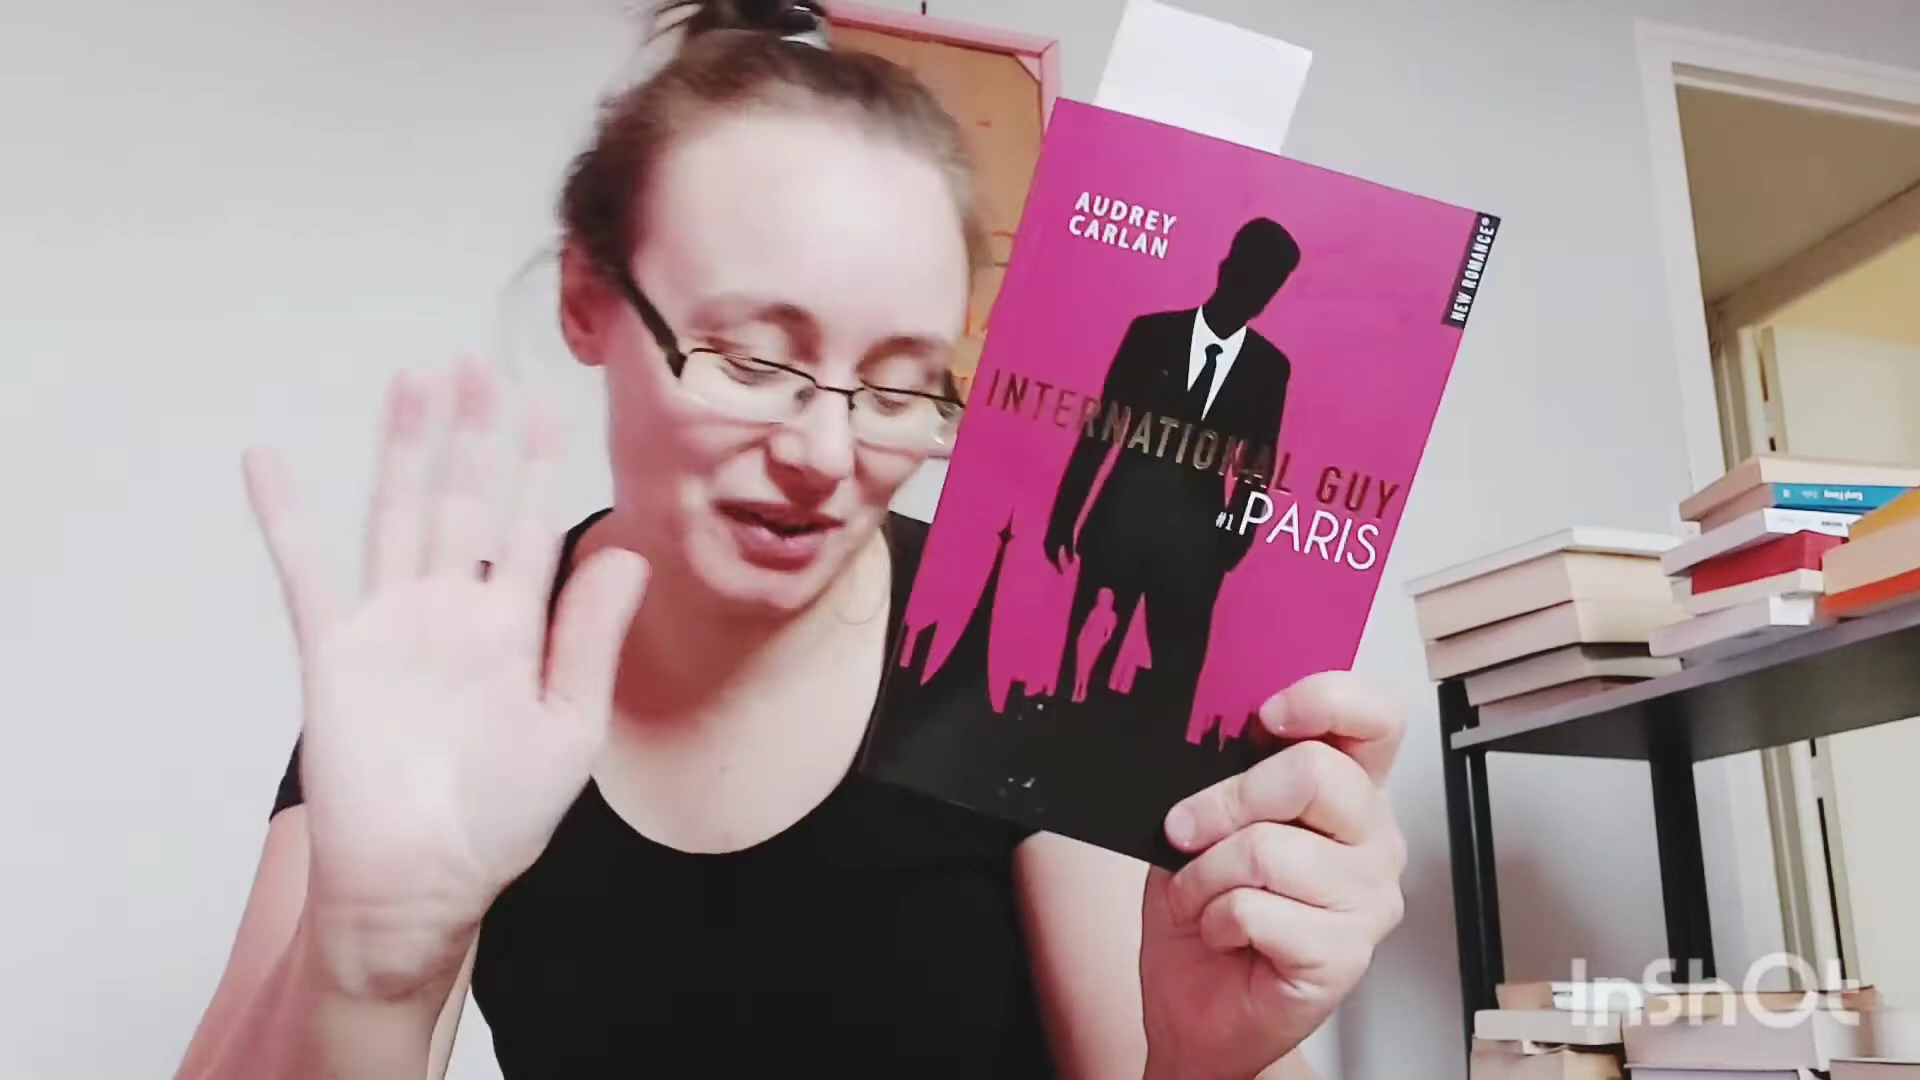 AUDREY
CARLAN
NEW ROMANCE®
INTERNATIONAL GUY
#1 PARIS
InShOt